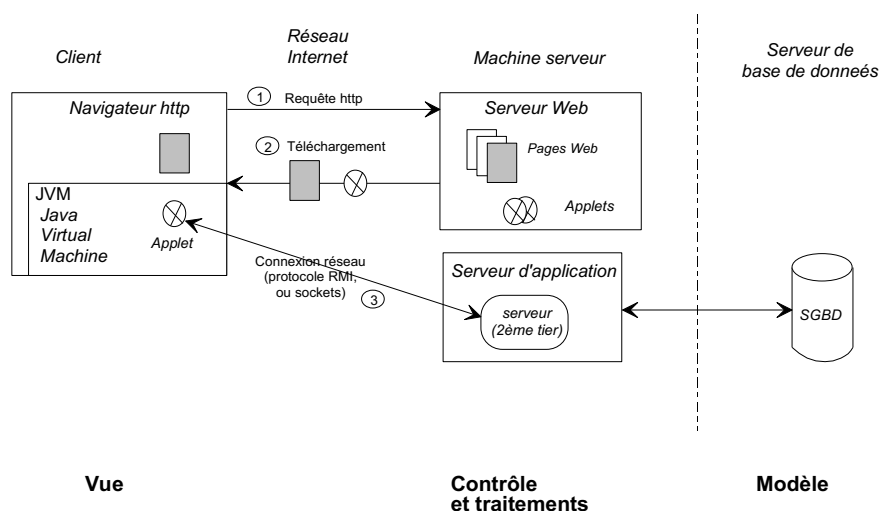 Client
Réseau
Internet
Machine serveur
Serveur de
base de donneés
Navigateur http
1 Requête http
Serveur Web
2 Téléchargement
Pages Web
Applets
JVM
Java
Virtual
Machine
Applet
Connexion réseau
(protocole RMI,
ou sockets)
3
Serveur d'application
serveur
(2ème tier)
SGBD
Vue
Contrôle
et traitements
Modèle